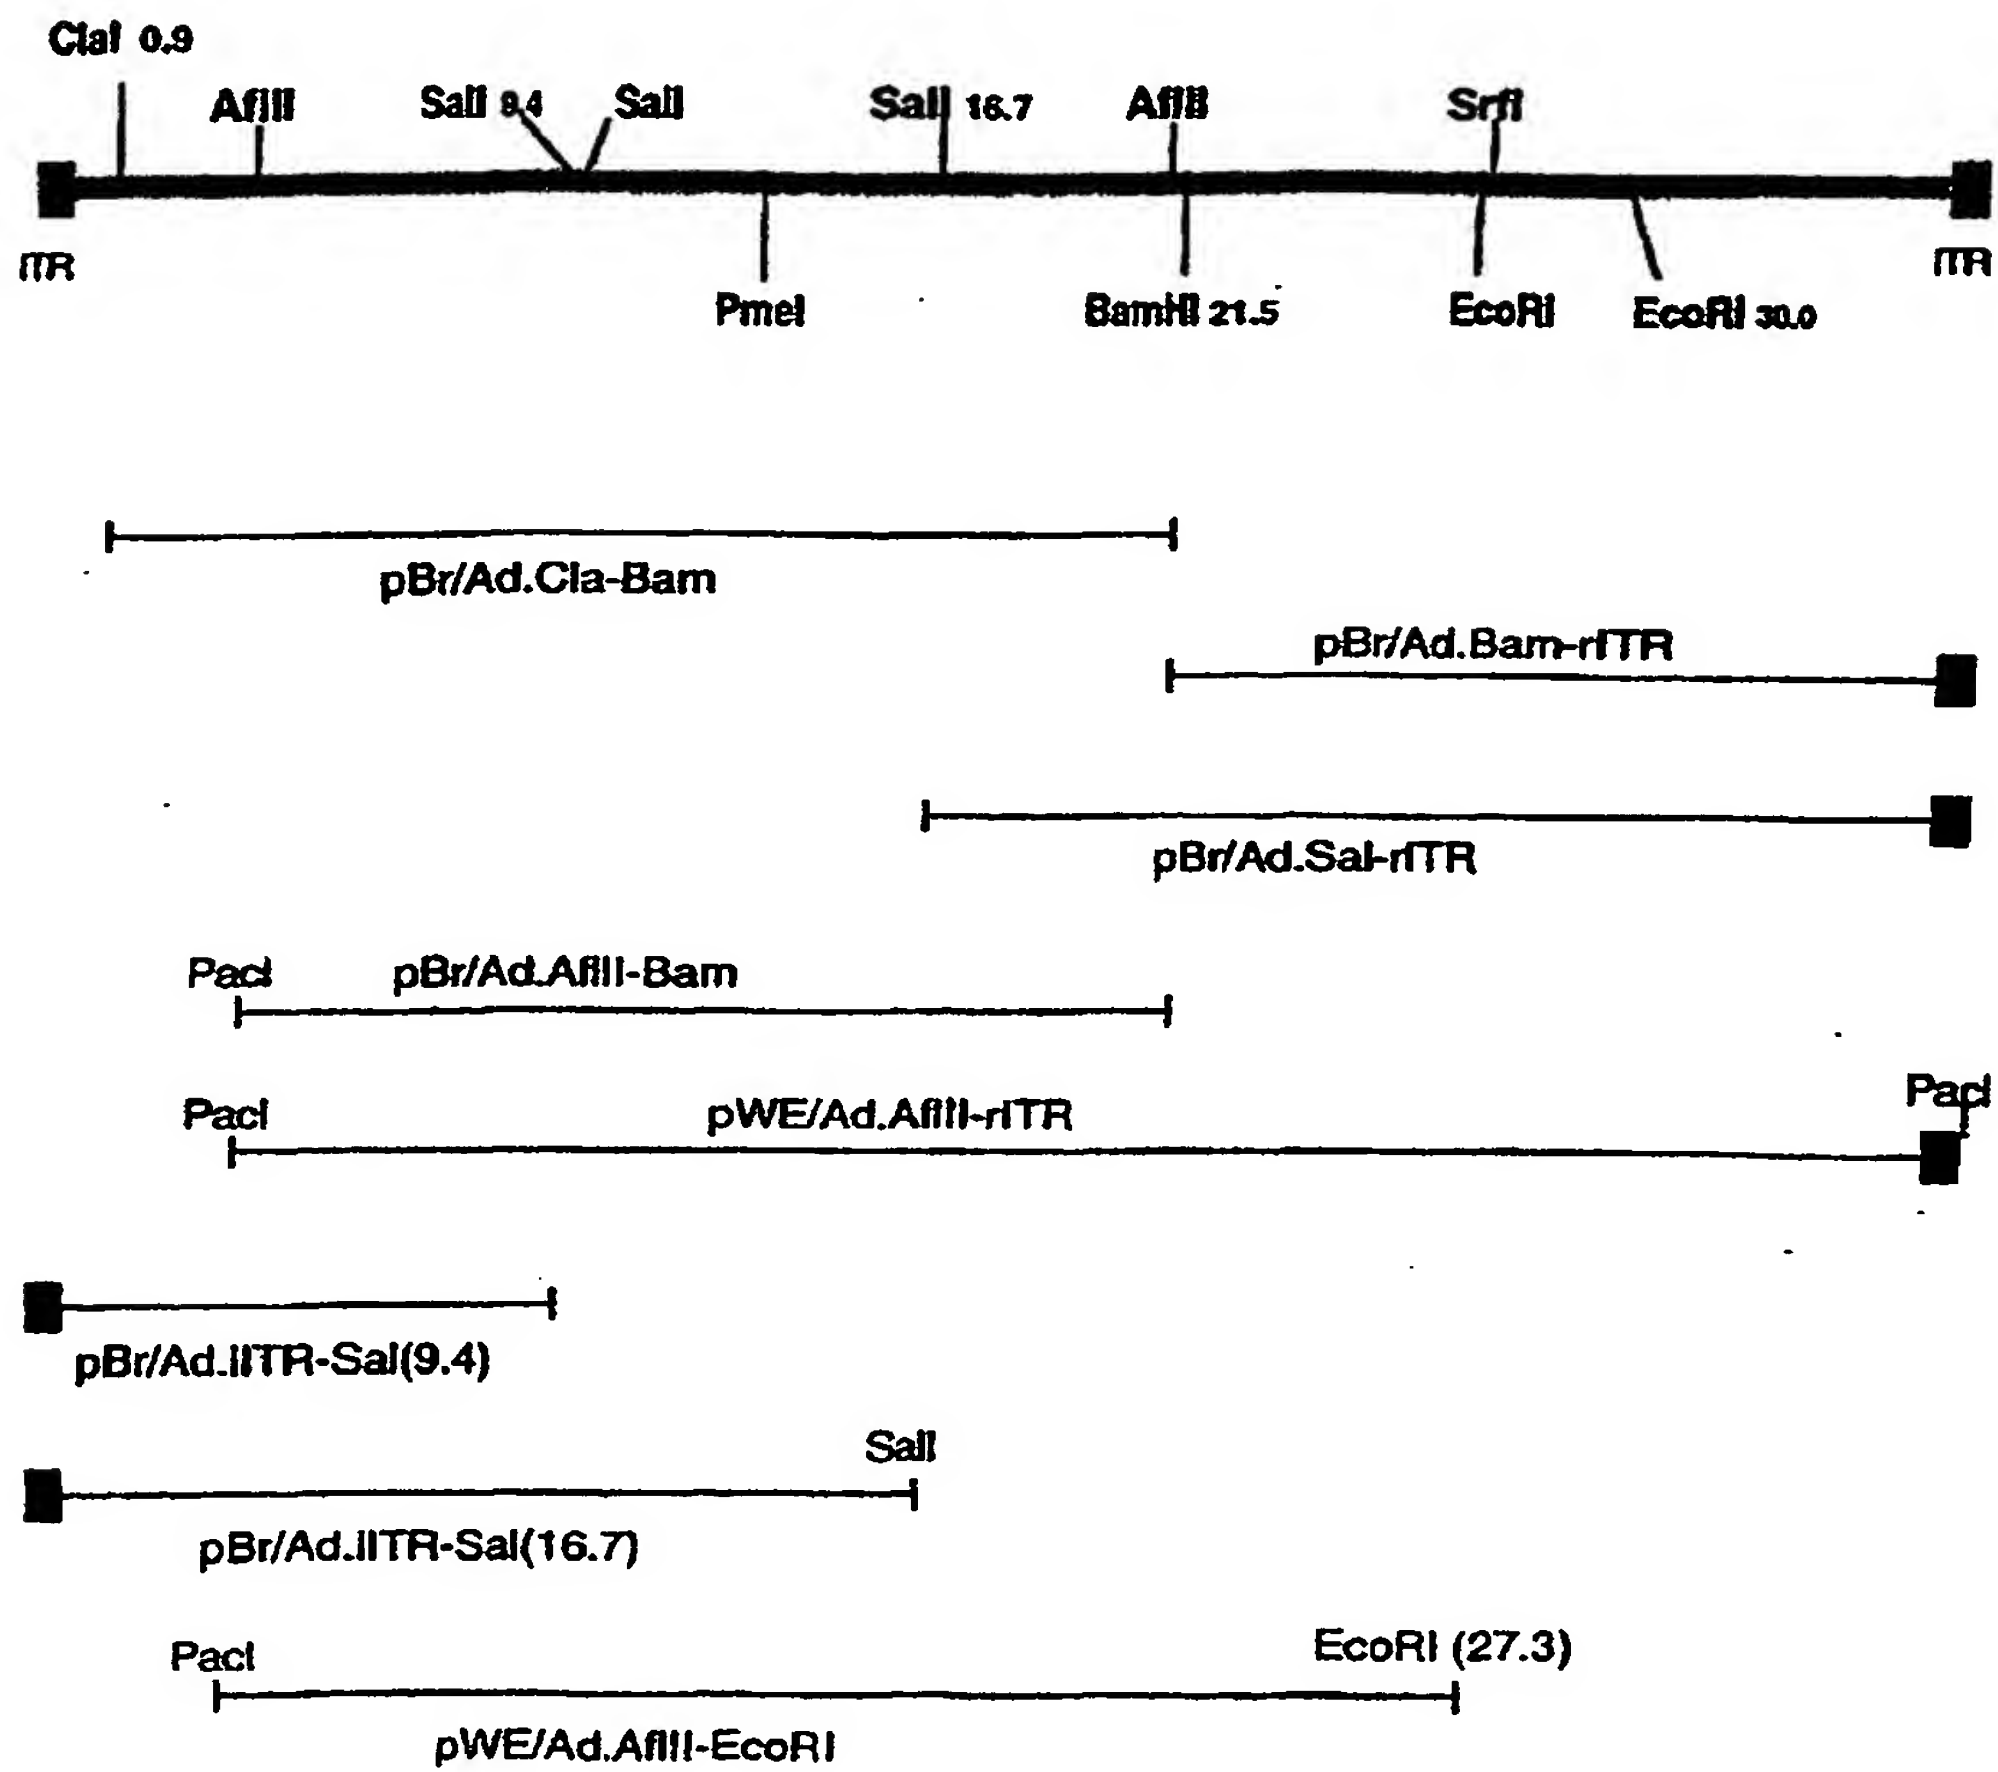 ClaI 0.9
AflII SalI 9.4 SalI SalI 16.7 AflII SrfI
ITR ITR
PmeI BamHI 21.5 EcoRI EcoRI 30.0
pBr/Ad.Cla-Bam
pBr/Ad.Bam-rITR
pBr/Ad.Sal-rITR
PacI pBr/Ad.AflII-Bam
PacI pWE/Ad.AflII-rITR PacI
pBr/Ad.lITR-Sal(9.4)
SalI
pBr/Ad.lITR-Sal(16.7)
PacI EcoRI (27.3)
pWE/Ad.AflII-EcoRI